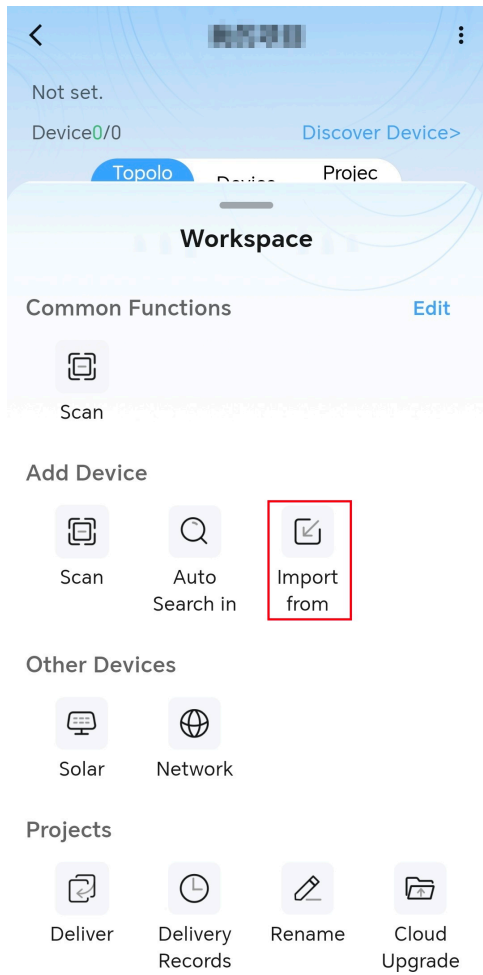 Not set.
Device0/0 Discover Device>
Topolo Device Projec
Workspace
Common Functions Edit
Scan
Add Device
Scan Auto Import
Search in from
Other Devices
Solar Network
Projects
Deliver Delivery Rename Cloud
Records Upgrade